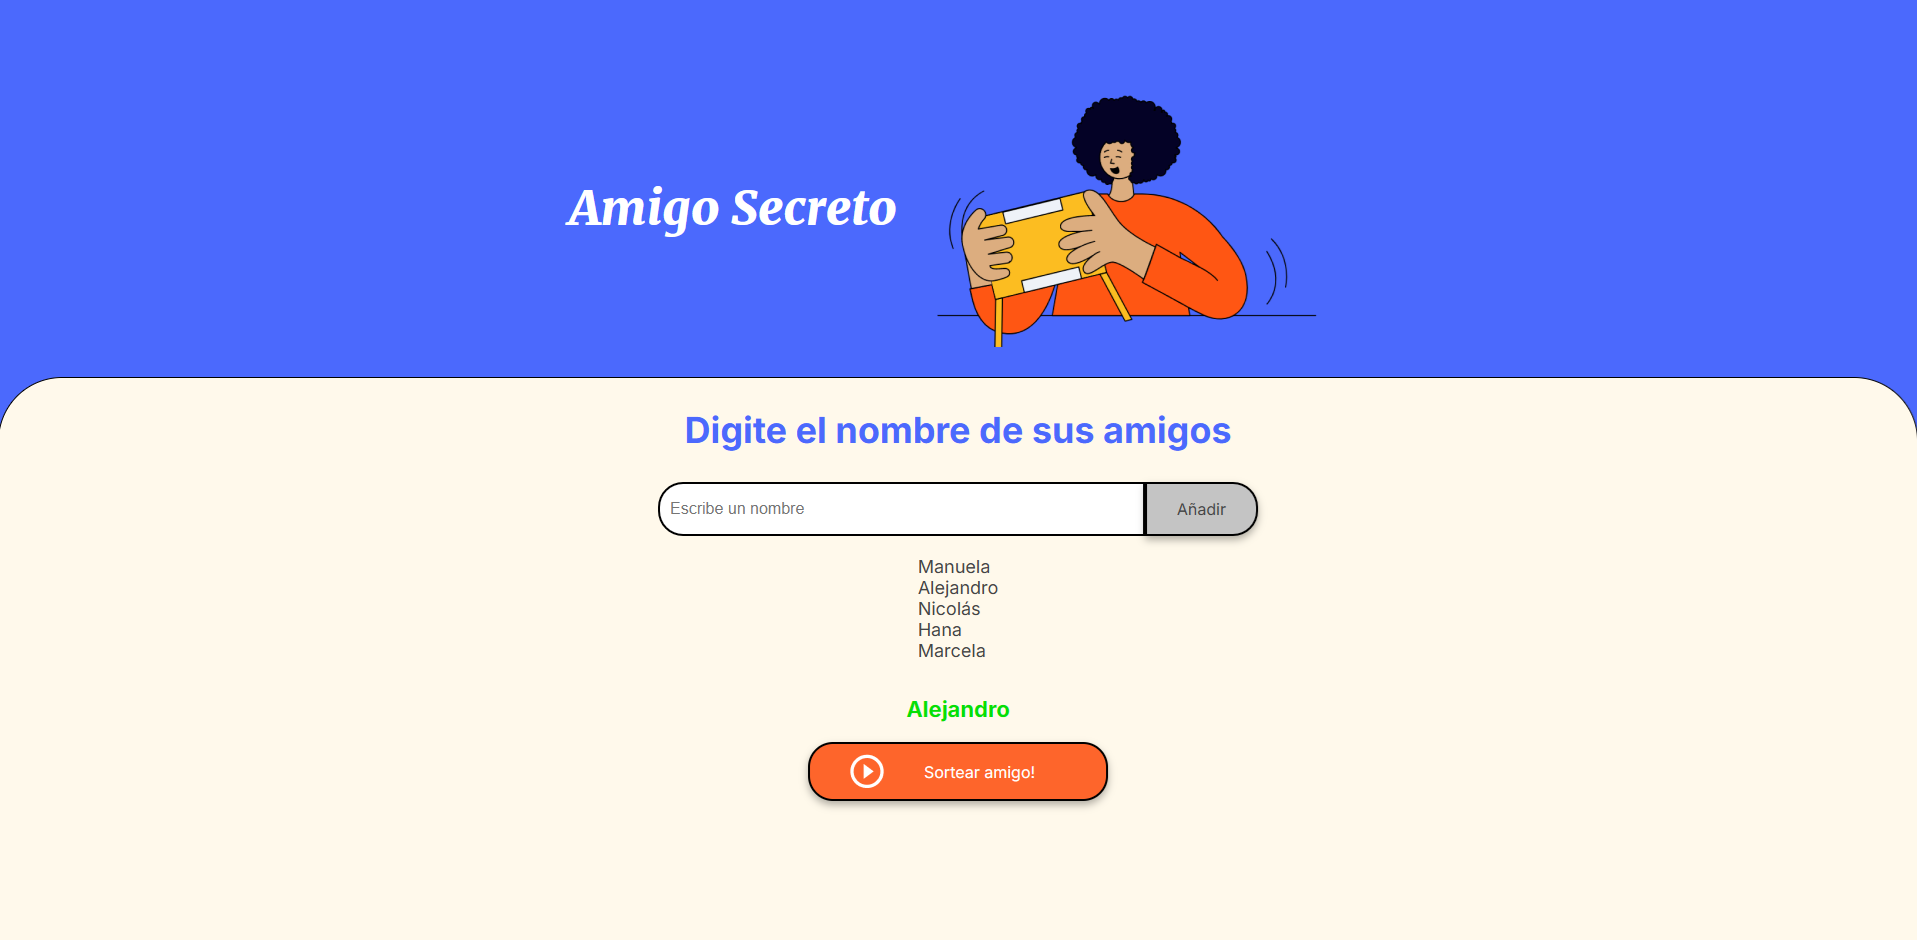 Amigo Secreto
Digite el nombre de sus amigos
Escribe un nombre
Añadir
Manuela
Alejandro
Nicolás
Hana
Marcela
Alejandro
Sortear amigo!